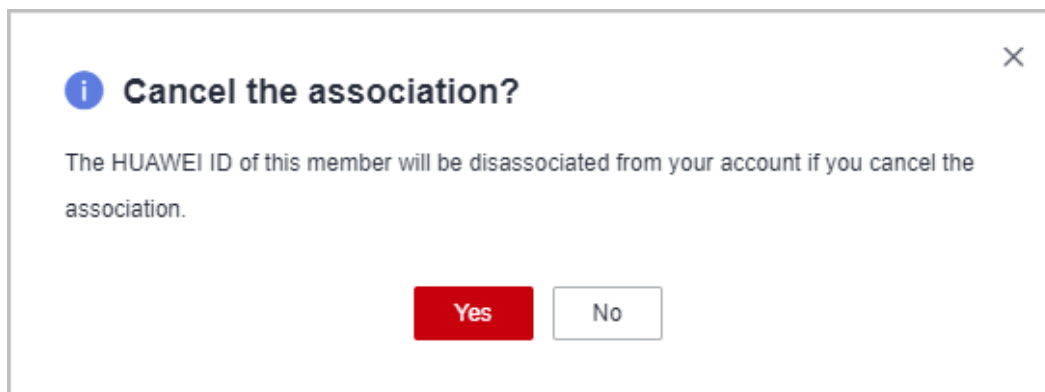 Cancel the association?
The HUAWEI ID of this member will be disassociated from your account if you cancel the
association.
Yes No